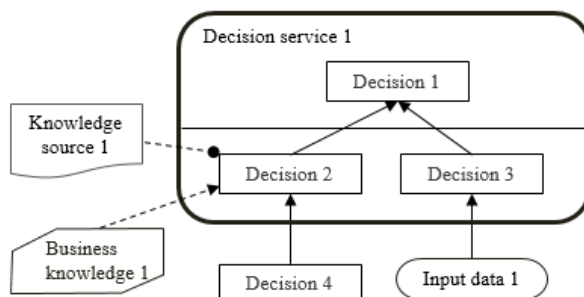 Decision service 1
Decision 1
Knowledge
source 1
Decision 2
Decision 3
Business
knowledge 1
Decision 4
Input data 1